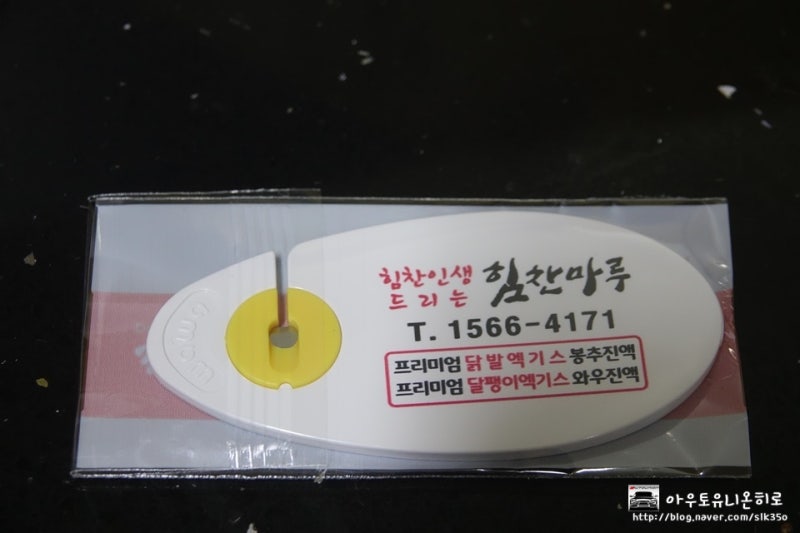 힘찬인생
드리는 힘찬마루
T. 1566-4171
프리미엄 닭발엑기스 봉추진액
프리미엄 달팽이엑기스 와우진액
아우토유니온히로
http://blog.naver.com/slk35o